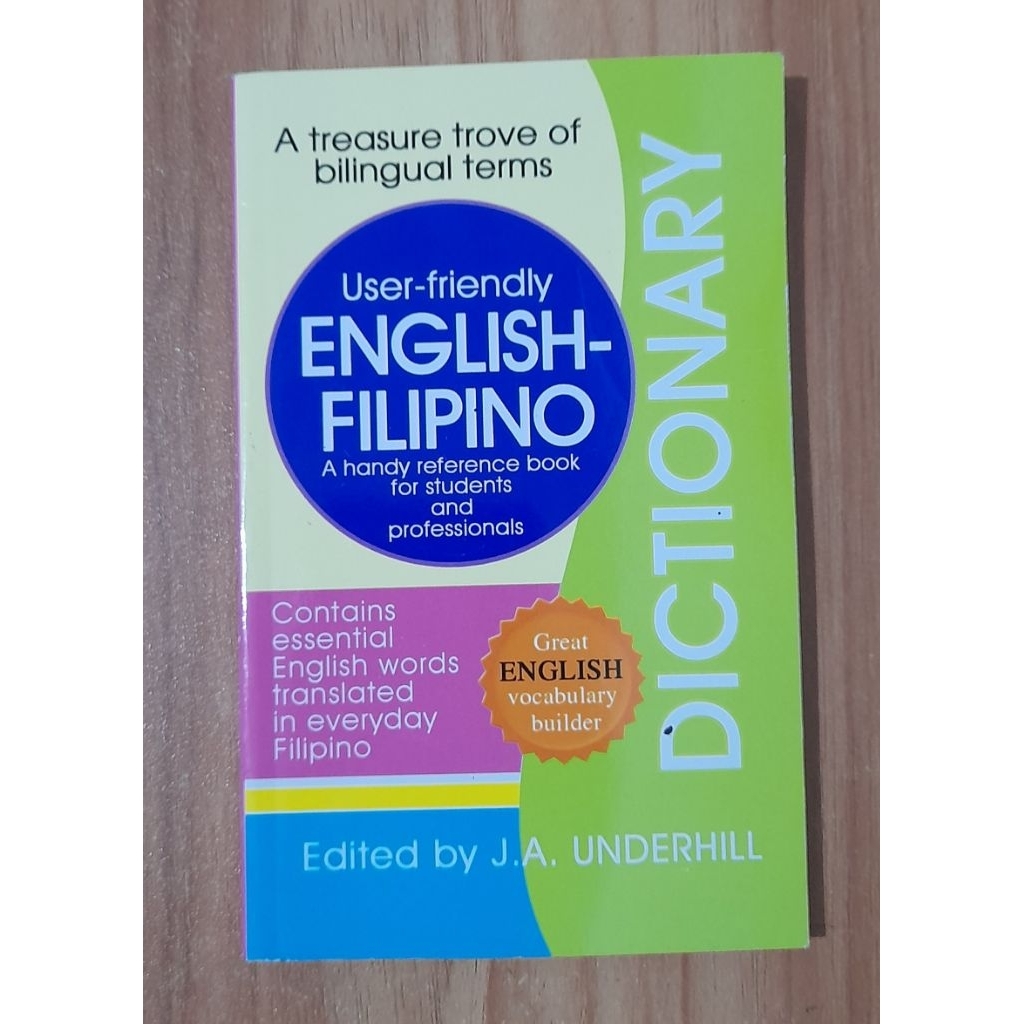 A treasure trove of
bilingual terms
User-friendly
ENGLISH-
FILIPINO
A handy reference book
for students
and
professionals
DICTIONARY
Contains
essential
English words
translated
in everyday
Filipino
Great
ENGLISH
vocabulary
builder
Edited by J.A. UNDERHILL